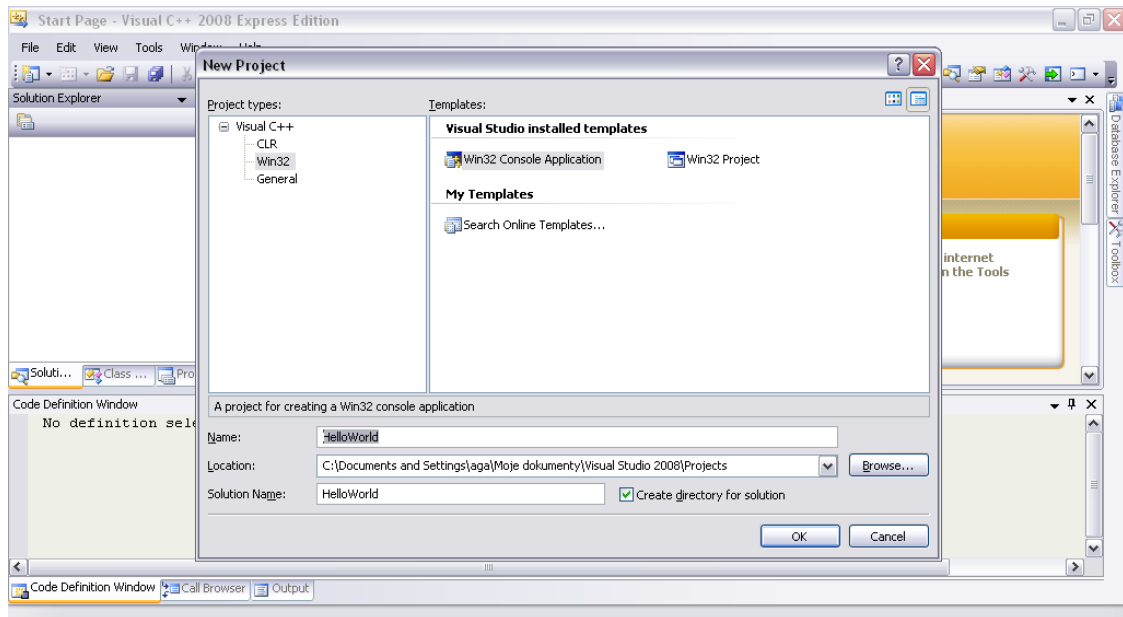 Start Page - Visual C++ 2008 Express Edition
File Edit View Tools
Solution Explorer
New Project
Project types:
Templates:
Visual C++
CLR
Win32
General
Visual Studio installed templates
Win32 Console Application
Win32 Project
My Templates
Search Online Templates...
internet
n the Tools
Database Explorer
Toolbox
Soluti...
Class ...
Pro
Code Definition Window
No definition sele
A project for creating a Win32 console application
Name:
HelloWorld
Location:
C:\Documents and Settings\aga\Moje dokumenty\Visual Studio 2008\Projects
Browse...
Solution Name:
HelloWorld
Create directory for solution
OK
Cancel
Code Definition Window
Call Browser
Output